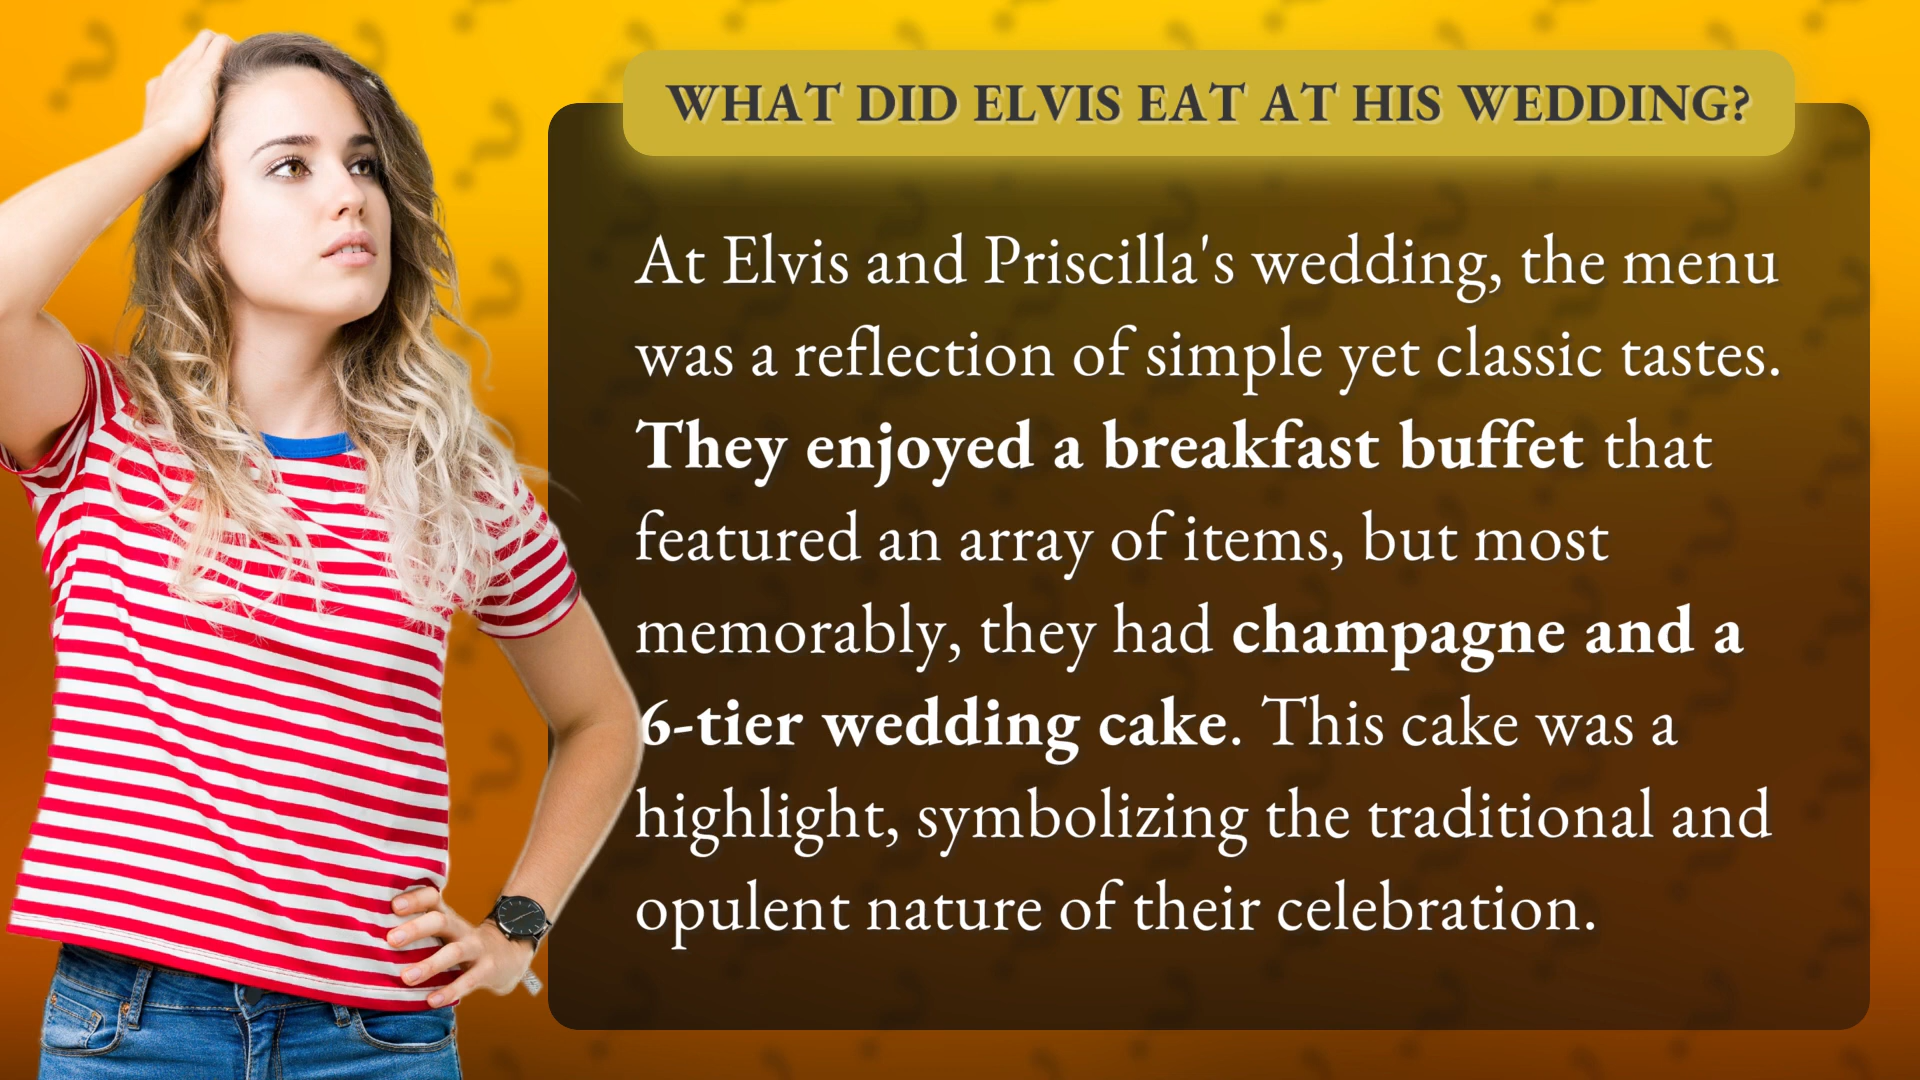 WHAT DID ELVIS EAT AT HIS WEDDING?
At Elvis and Priscilla's wedding, the menu
was a reflection of simple yet classic tastes.
They enjoyed a breakfast buffet that
featured an array of items, but most
memorably, they had champagne and a
6-tier wedding cake. This cake was a
highlight, symbolizing the traditional and
opulent nature of their celebration.